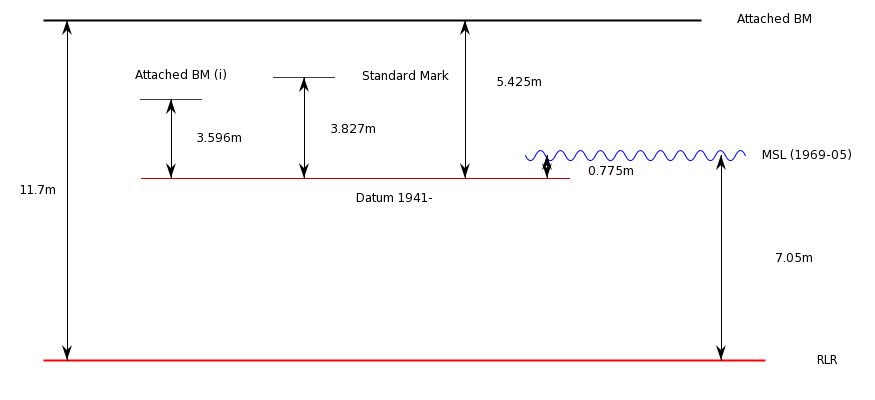 Attached BM
Attached BM (i)
Standard Mark
5.425m
3.827m
3.596m
MSL (1969-05)
0.775m
11.7m
Datum 1941-
7.05m
RLR